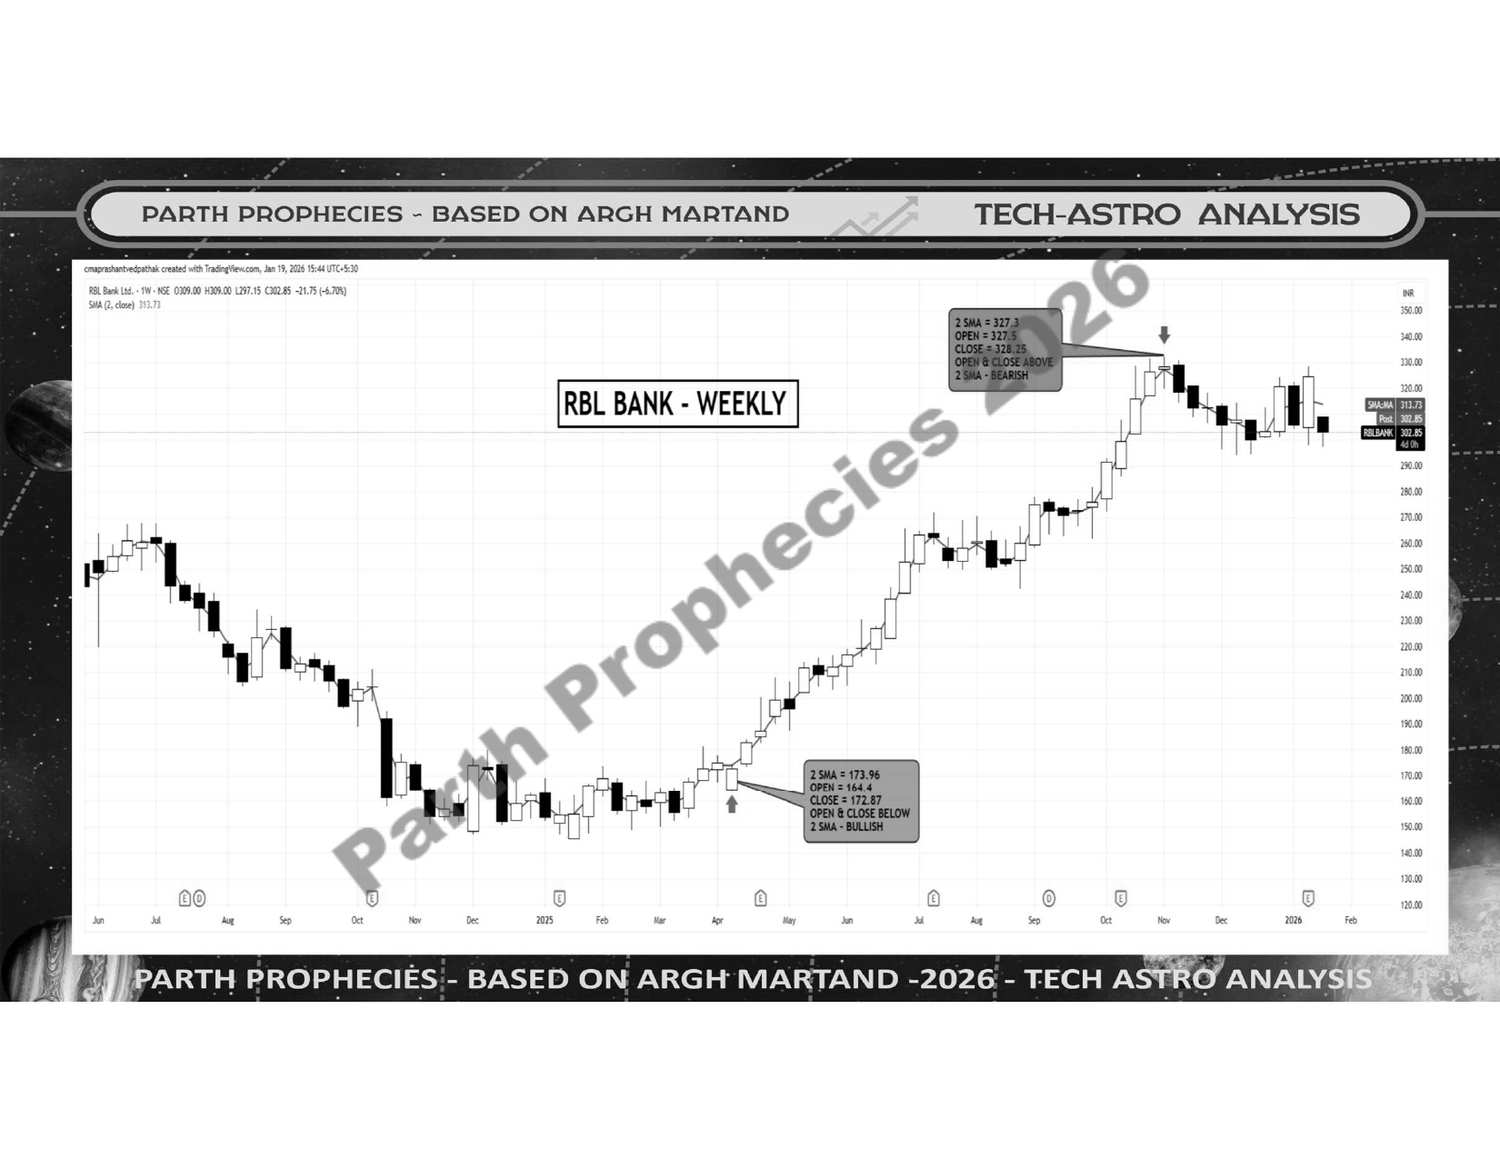 PARTH PROPHECIES ~ BASED ON ARGH MARTAND
TECH-ASTRO ANALYSIS
cmaprashantvedpathak created with TradingView.com, Jan 19, 2026 15:44 UTC+5:30
RBL Bank Ltd. · 1W · NSE O309.00 H309.00 L297.15 C302.85 −21.75 (−6.70%)
SMA (2, close) 313.73
INR
350.00
340.00
330.00
320.00
SMA:MA 313.73
Post 302.85
RBLBANK 302.85
4d 0h
290.00
280.00
270.00
260.00
250.00
240.00
230.00
220.00
210.00
200.00
190.00
180.00
170.00
160.00
150.00
140.00
130.00
120.00
2 SMA = 327.3
OPEN = 327.5
CLOSE = 328.25
OPEN & CLOSE ABOVE
2 SMA - BEARISH
RBL BANK - WEEKLY
Parth Prophecies 2026
2 SMA = 173.96
OPEN = 164.4
CLOSE = 172.87
OPEN & CLOSE BELOW
2 SMA - BULLISH
E D E E E E D E E
Jun Jul Aug Sep Oct Nov Dec 2025 Feb Mar Apr May Jun Jul Aug Sep Oct Nov Dec 2026 Feb
PARTH PROPHECIES - BASED ON ARGH MARTAND -2026 - TECH ASTRO ANALYSIS